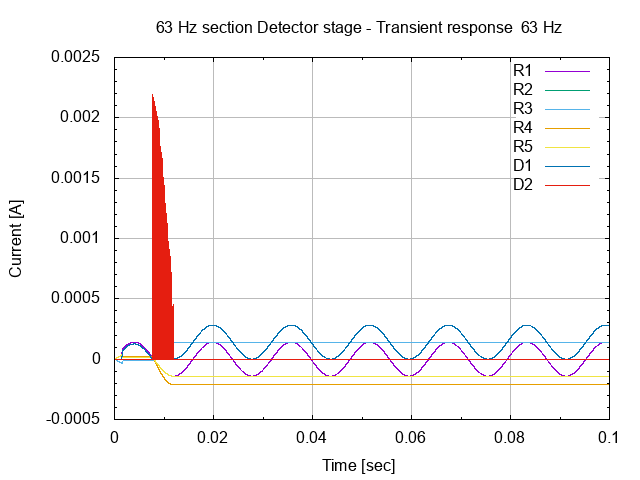 63 Hz section Detector stage - Transient response  63 Hz
0.0025
0.002
0.0015
0.001
0.0005
0
-0.0005
Current [A]
R1
R2
R3
R4
R5
D1
D2
0 0.02 0.04 0.06 0.08 0.1
Time [sec]